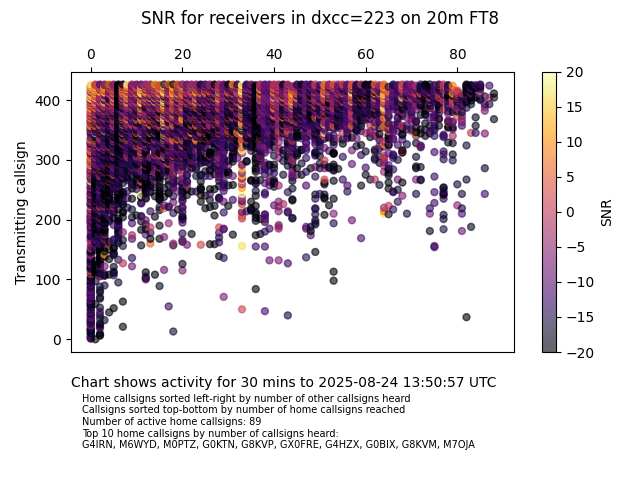 SNR for receivers in dxcc=223 on 20m FT8
0 20 40 60 80
400
300
200
100
0
Transmitting callsign
20
15
10
5
0
−5
−10
−15
−20
SNR
Chart shows activity for 30 mins to 2025-08-24 13:50:57 UTC
Home callsigns sorted left-right by number of other callsigns heard
Callsigns sorted top-bottom by number of home callsigns reached
Number of active home callsigns: 89
Top 10 home callsigns by number of callsigns heard:
G4IRN, M6WYD, M0PTZ, G0KTN, G8KVP, GX0FRE, G4HZX, G0BIX, G8KVM, M7OJA